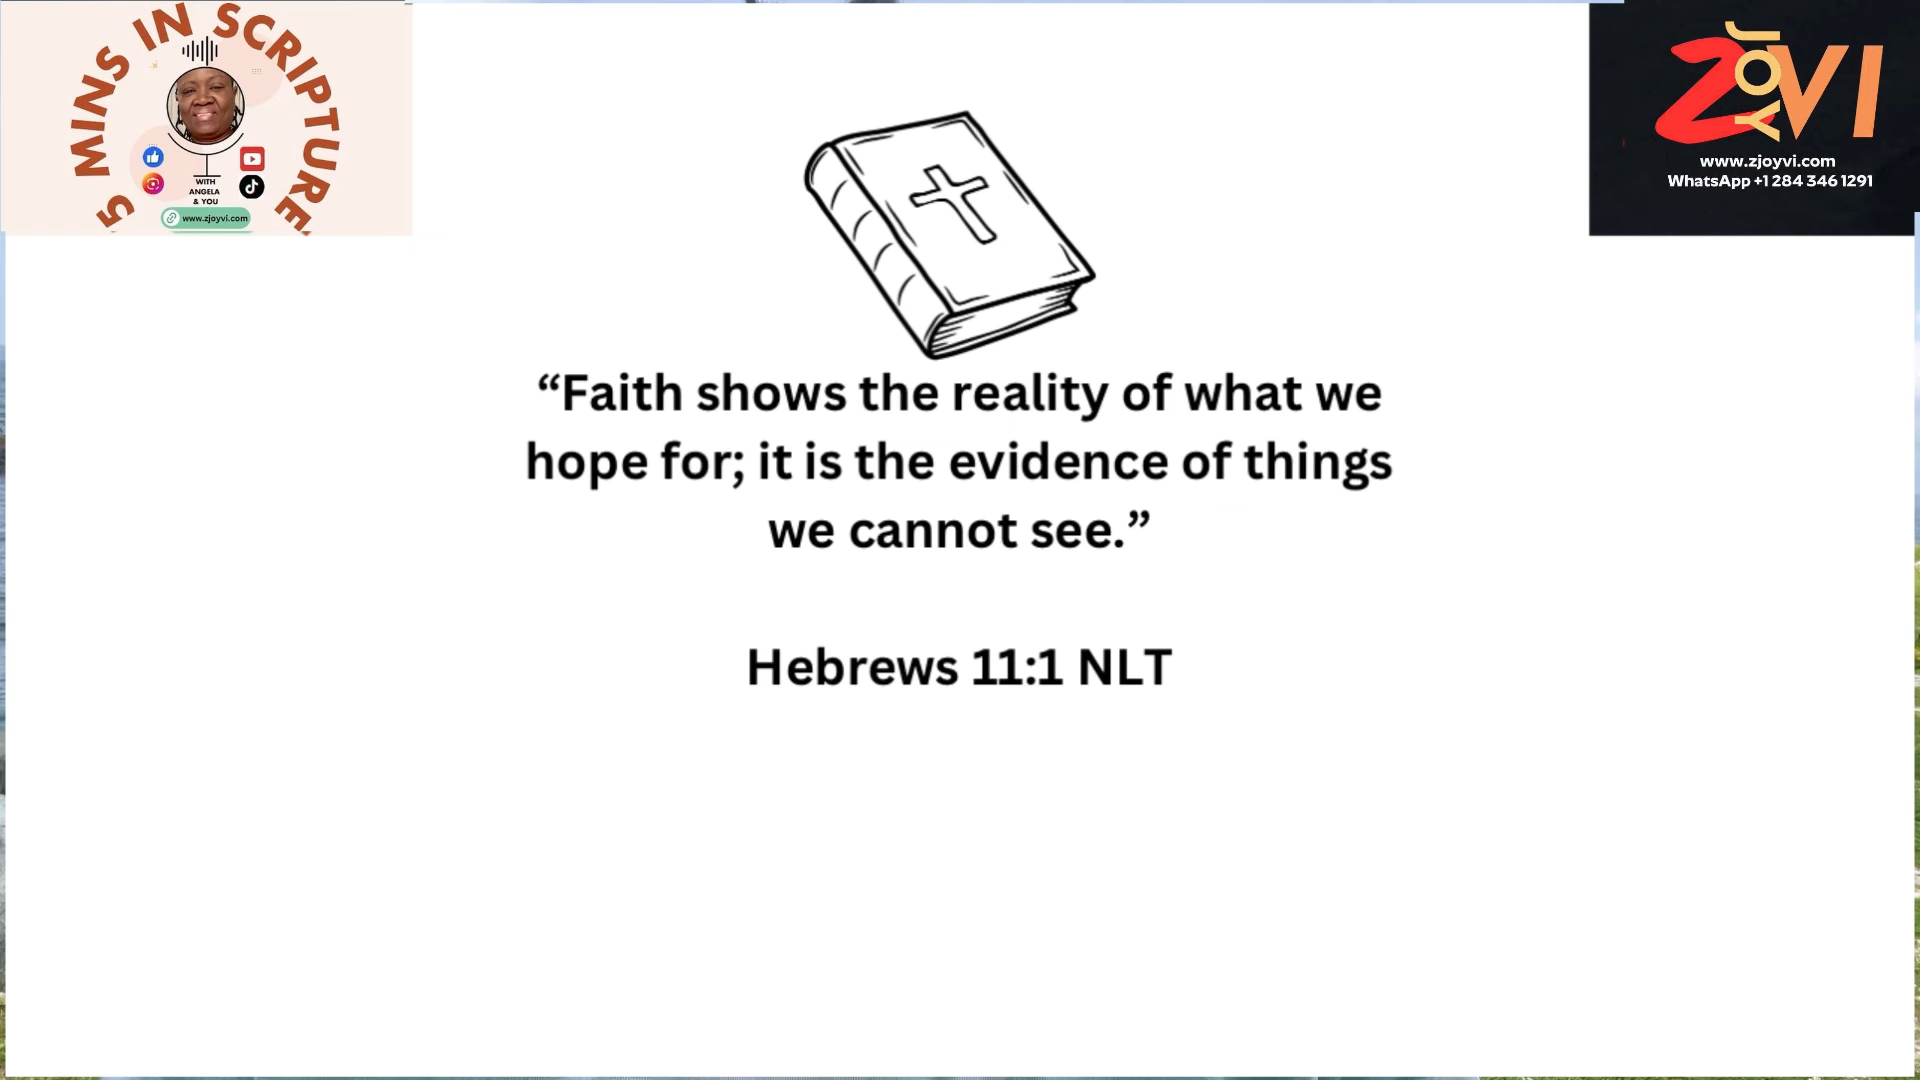 5 MINS IN SCRIPTURE
WITH
ANGELA
& YOU
www.zjoyvi.com
ZJOYVI
www.zjoyvi.com
WhatsApp +1 284 346 1291
“Faith shows the reality of what we
hope for; it is the evidence of things
we cannot see.”
Hebrews 11:1 NLT